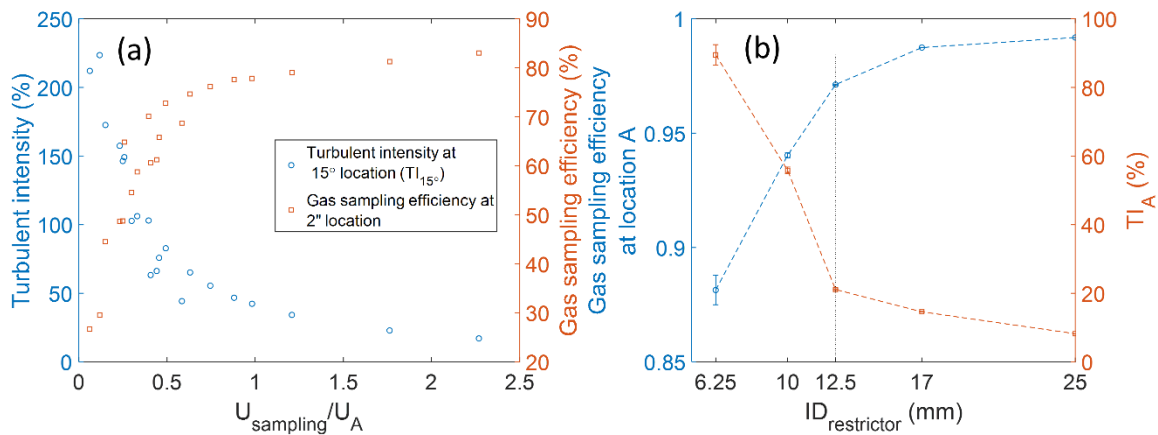 (a)
Turbulent intensity (%)
250
200
150
100
50
0
Turbulent intensity at
15° location (TI15°)
Gas sampling efficiency at
2" location
90
80
70
60
50
40
30
20
Gas sampling efficiency (%)
0 0.5 1 1.5 2 2.5
Usampling/UA
(b)
Gas sampling efficiency
at location A
1
0.95
0.9
0.85
100
80
60
40
20
0
TIA (%)
6.25 10 12.5 17 25
IDrestrictor (mm)